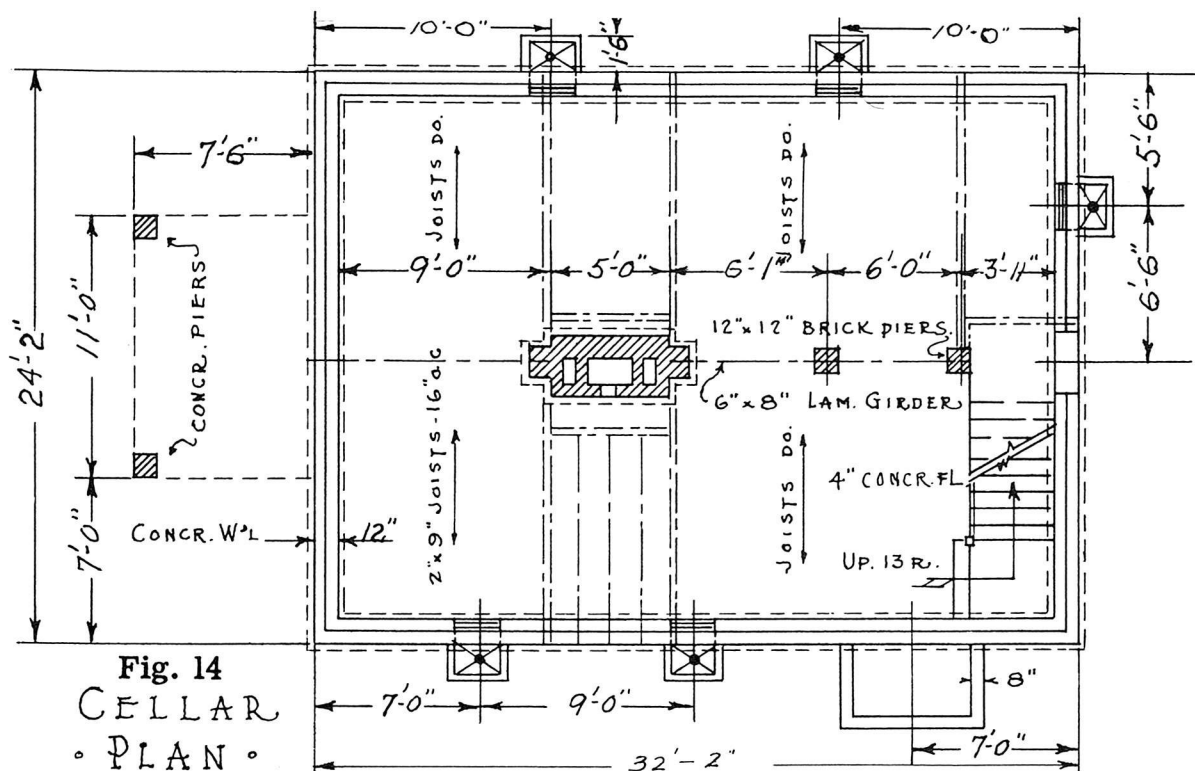 10'-0"
1'6"
10'-0"
7'-6"
5'-6"
JOISTS DO.
JOISTS DO.
9'-0"
5'-0"
6'-1"
6'-0"
3'-11"
6'-6"
24'-2"
11'-0"
CONCR. PIERS
12"x12" BRICK PIERS.
6"x8" LAM. GIRDER
2"x9" JOISTS-16"O.C
JOISTS DO.
4" CONCR. FL
7'-0"
CONCR. W'L
12"
UP. 13 R.
Fig. 14
CELLAR
· PLAN ·
7'-0"
9'-0"
8"
7'-0"
32'-2"